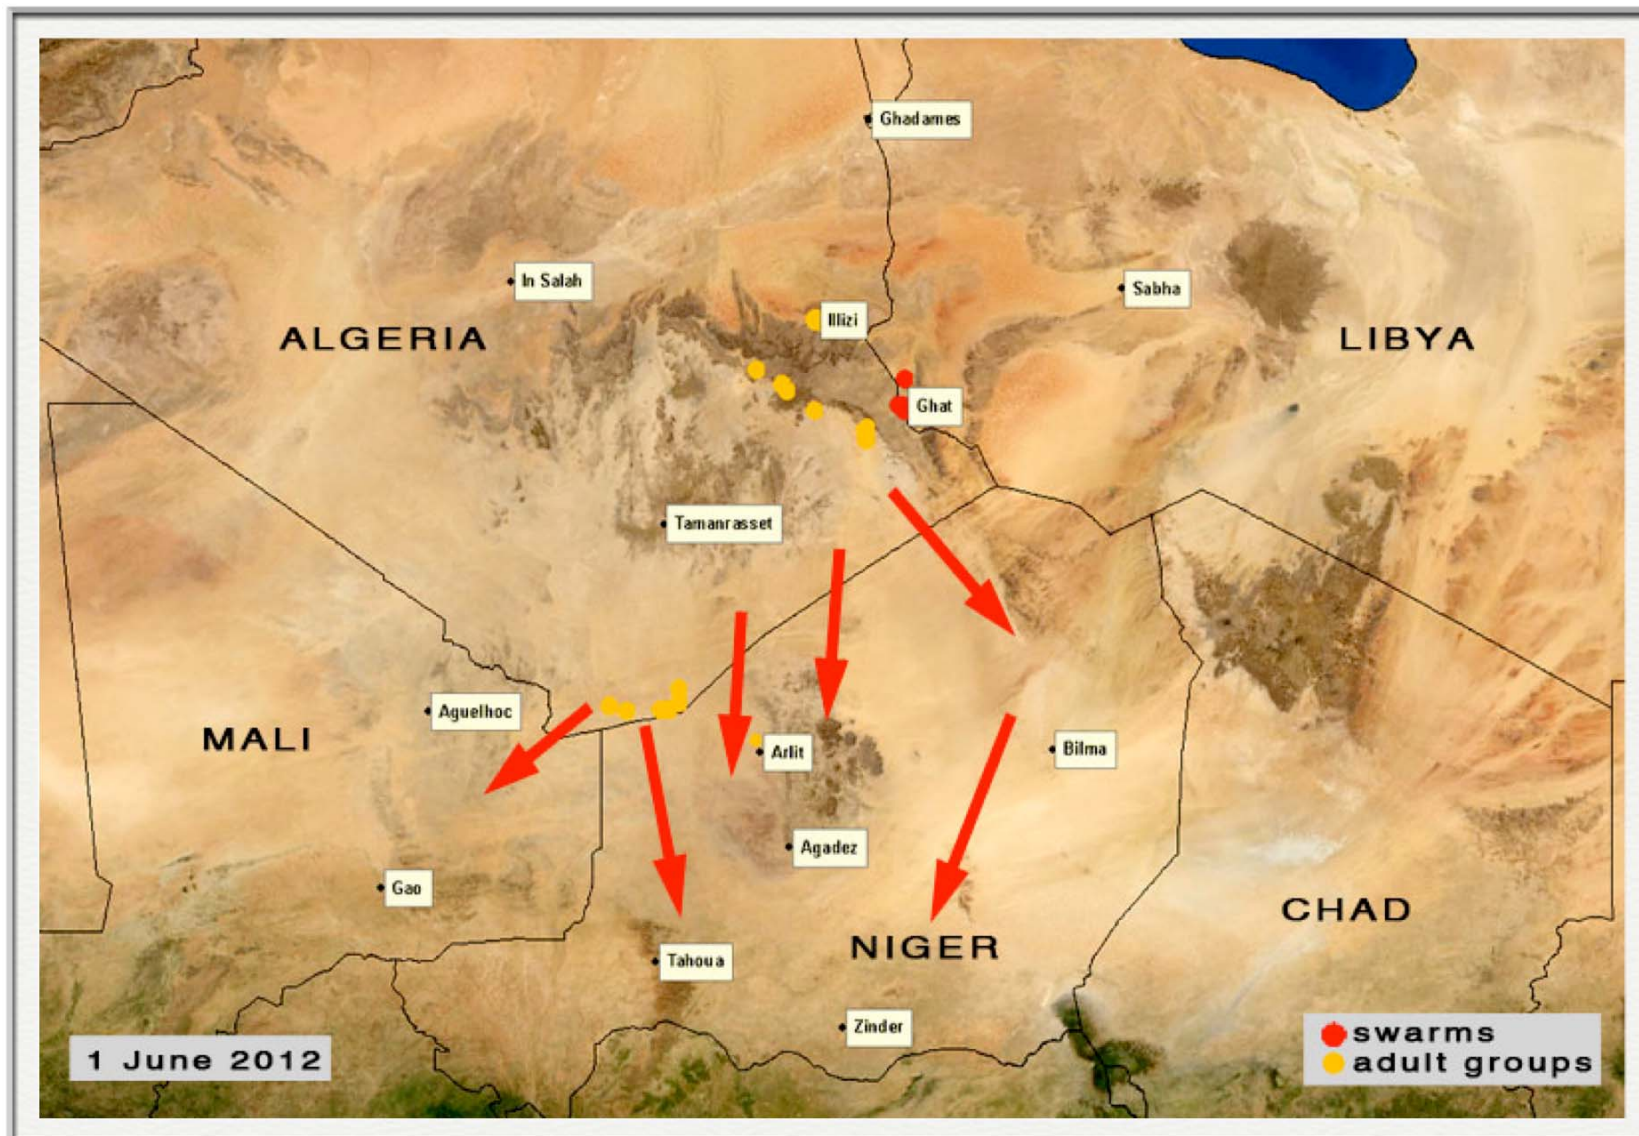 Ghadames
In Salah
Sabha
Illizi
ALGERIA
LIBYA
Ghat
Tamanrasset
Aguelhoc
MALI
Arlit
Bilma
Agadez
Gao
CHAD
NIGER
Tahoua
Zinder
swarms
1 June 2012
adult groups